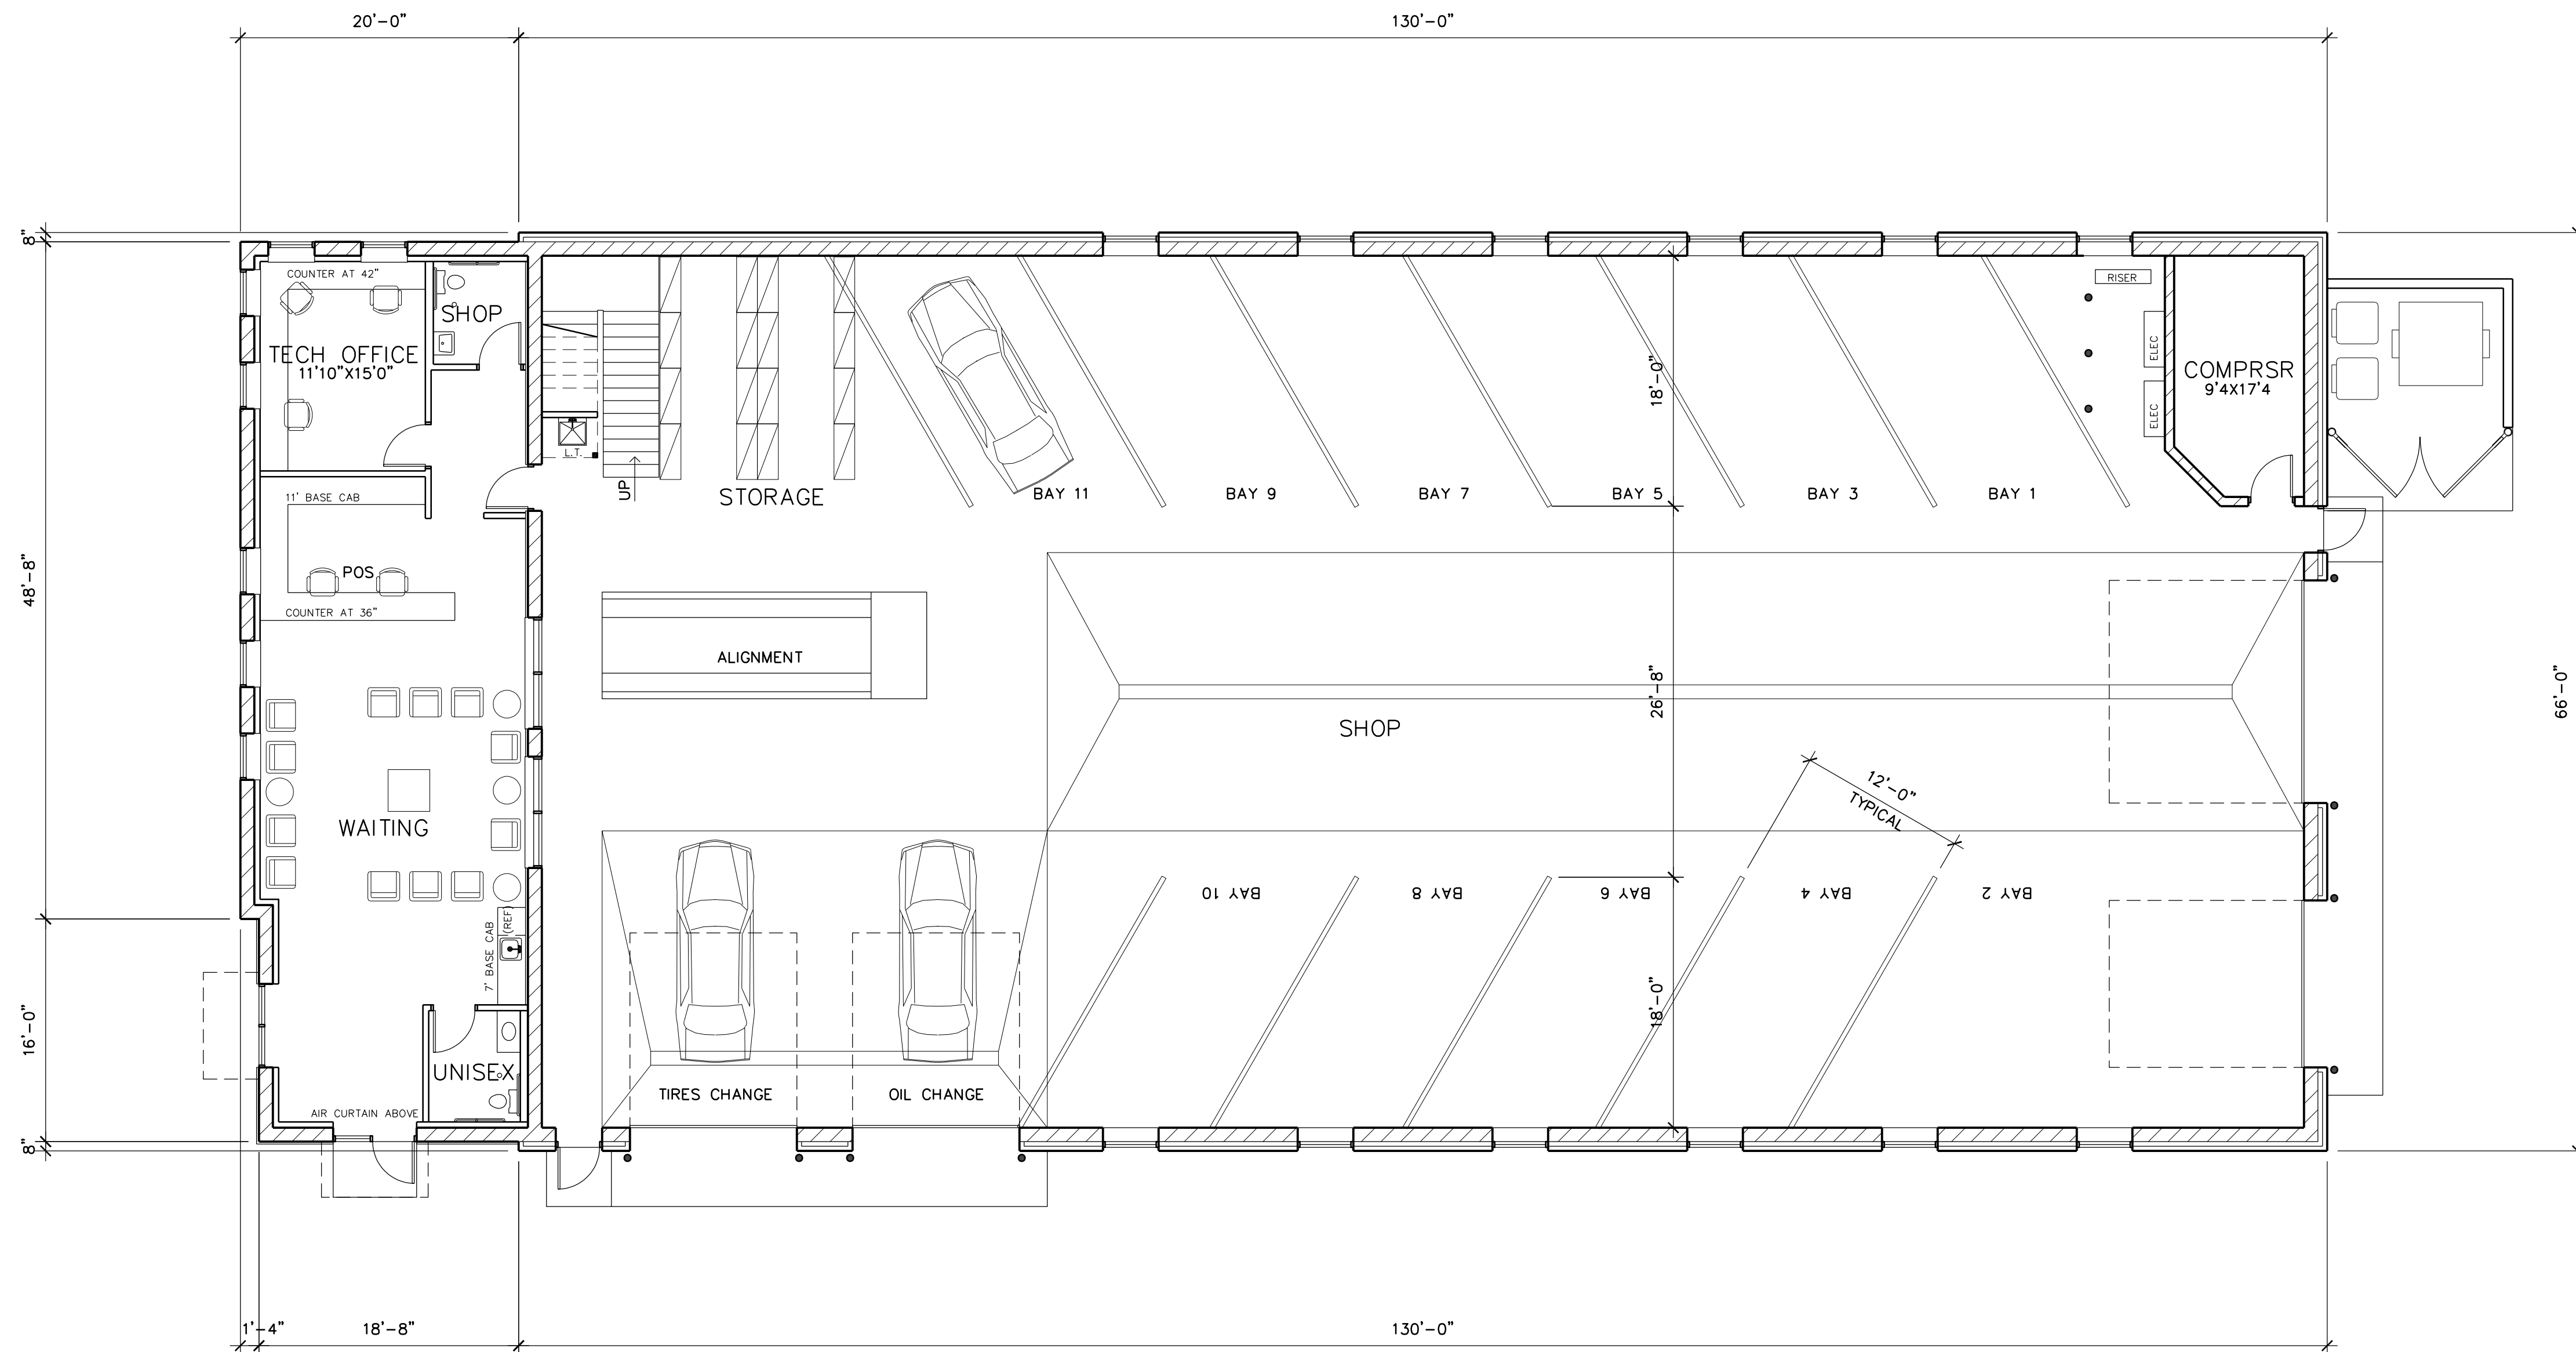 20'-0"
130'-0"
8"
COUNTER AT 42"
SHOP
TECH OFFICE
11'10"X15'0"
L.T.
UP
STORAGE
BAY 11
BAY 9
BAY 7
BAY 5
BAY 3
BAY 1
18'-0"
RISER
ELEC
ELEC
COMPRSR
9'4X17'4
11' BASE CAB
POS
COUNTER AT 36"
48'-8"
ALIGNMENT
26'-8"
66'-0"
SHOP
12'-0"
TYPICAL
WAITING
BAY 10
BAY 8
BAY 6
BAY 4
BAY 2
(REF)
7' BASE CAB
16'-0"
18'-0"
UNISEX
TIRES CHANGE
OIL CHANGE
AIR CURTAIN ABOVE
8"
1'-4"
18'-8"
130'-0"